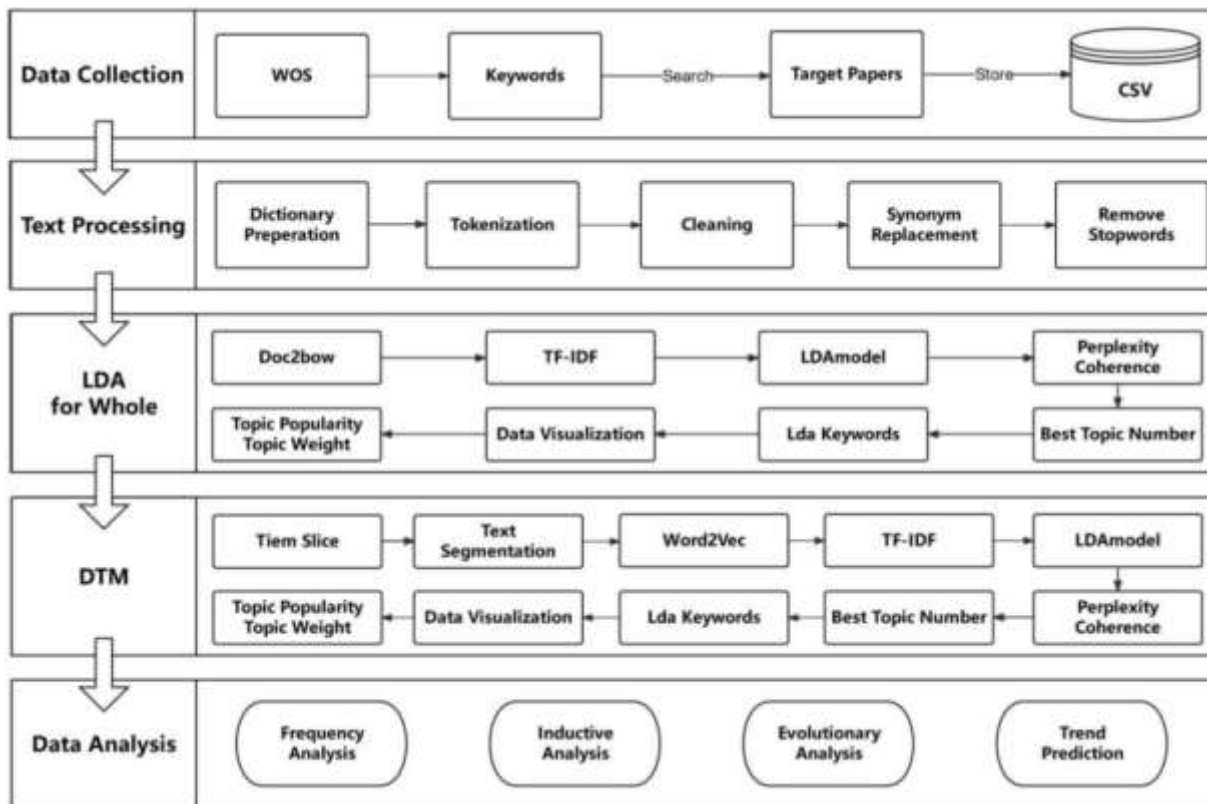 Data Collection
WOS
Keywords
Search
Target Papers
Store
CSV
Text Processing
Dictionary
Preperation
Tokenization
Cleaning
Synonym
Replacement
Remove
Stopwords
LDA
for Whole
Doc2bow
TF-IDF
LDAmodel
Perplexity
Coherence
Topic Popularity
Topic Weight
Data Visualization
Lda Keywords
Best Topic Number
DTM
Tiem Slice
Text
Segmentation
Word2Vec
TF-IDF
LDAmodel
Topic Popularity
Topic Weight
Data Visualization
Lda Keywords
Best Topic Number
Perplexity
Coherence
Data Analysis
Frequency
Analysis
Inductive
Analysis
Evolutionary
Analysis
Trend
Prediction